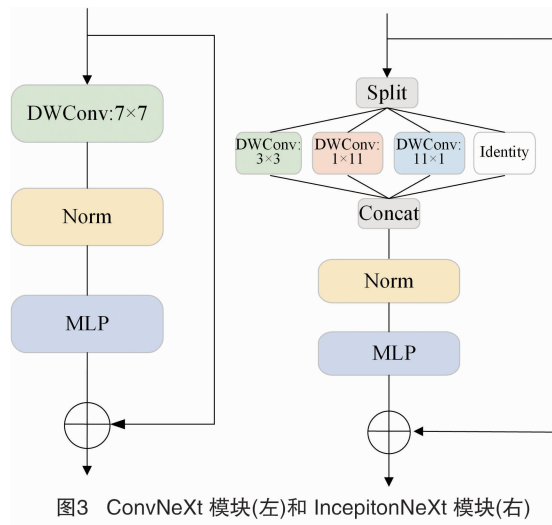 DWConv:7×7
Norm
MLP
Split
DWConv:
3×3
DWConv:
1×11
DWConv:
11×1
Identity
Concat
Norm
MLP
图3 ConvNeXt 模块(左)和 IncepitonNeXt 模块(右)